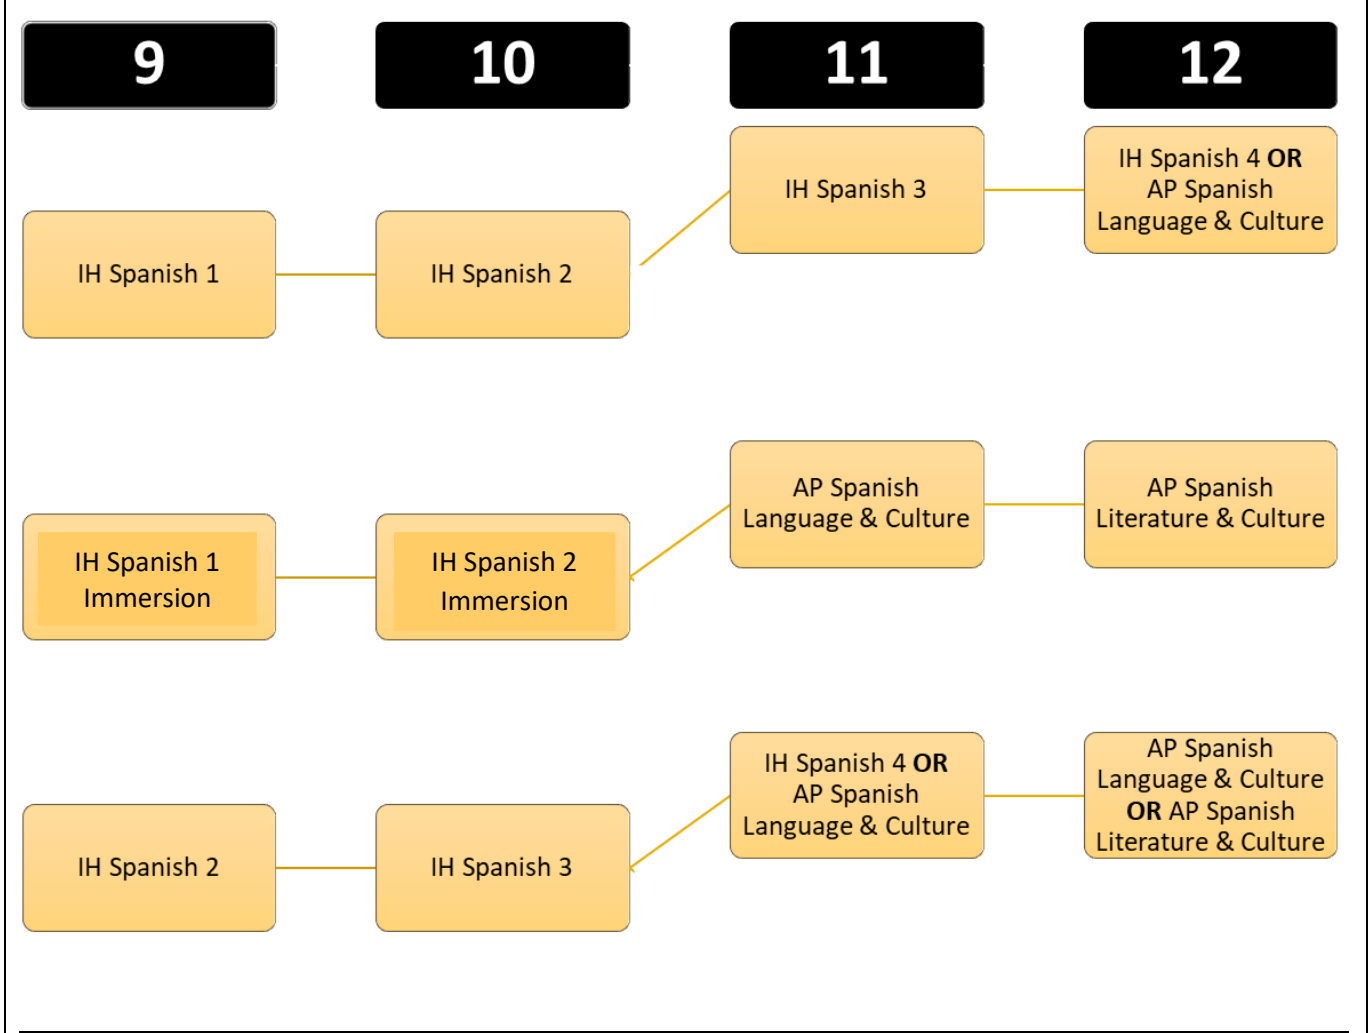 9
10
11
12
IH Spanish 1
IH Spanish 2
IH Spanish 3
IH Spanish 4 OR
AP Spanish
Language & Culture
IH Spanish 1
Immersion
IH Spanish 2
Immersion
AP Spanish
Language & Culture
AP Spanish
Literature & Culture
IH Spanish 2
IH Spanish 3
IH Spanish 4 OR
AP Spanish
Language & Culture
AP Spanish
Language & Culture
OR AP Spanish
Literature & Culture